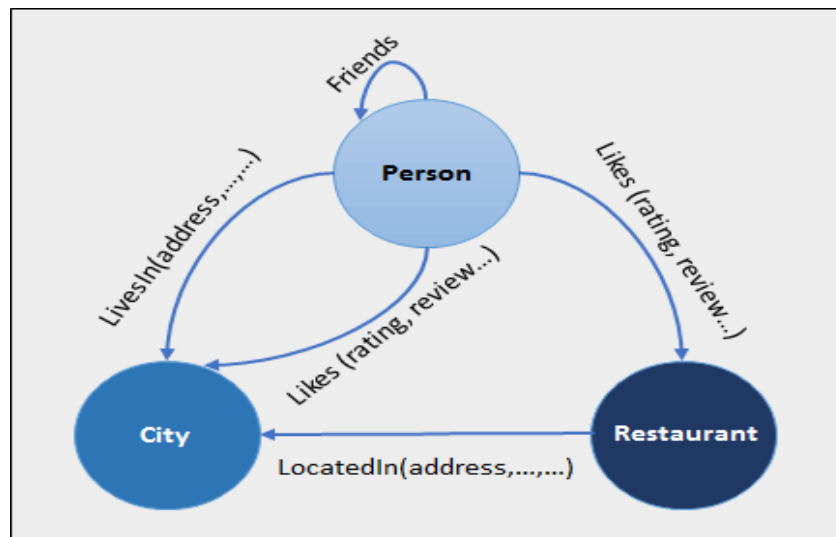 Friends
Person
LivesIn(address,...,...)
Likes (rating, review...)
Likes (rating, review...)
City
Restaurant
LocatedIn(address,...,...)